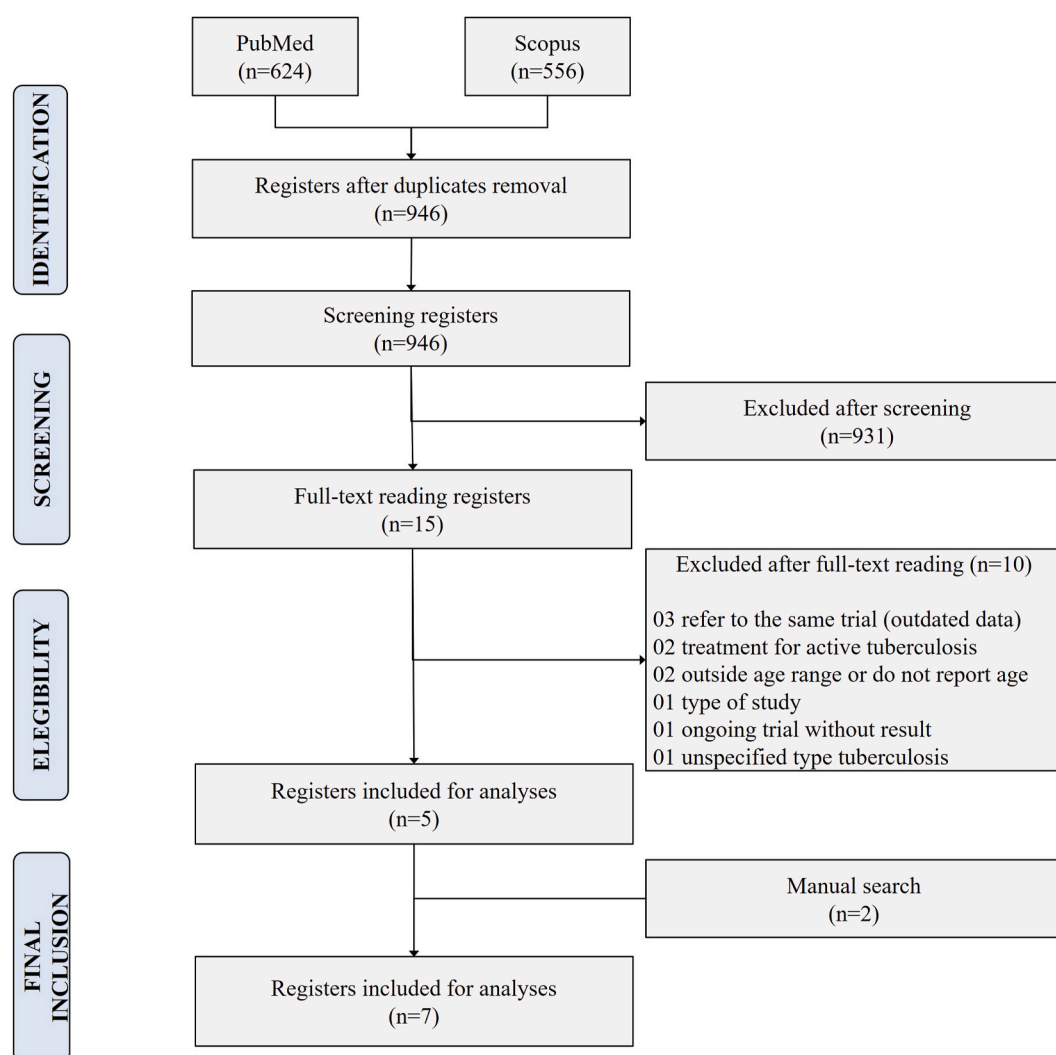 PubMed
(n=624)
Scopus
(n=556)
IDENTIFICATION
Registers after duplicates removal
(n=946)
Screening registers
(n=946)
SCREENING
Excluded after screening
(n=931)
Full-text reading registers
(n=15)
ELEGIBILITY
Excluded after full-text reading (n=10)
03 refer to the same trial (outdated data)
02 treatment for active tuberculosis
02 outside age range or do not report age
01 type of study
01 ongoing trial without result
01 unspecified type tuberculosis
Registers included for analyses
(n=5)
FINAL
INCLUSION
Manual search
(n=2)
Registers included for analyses
(n=7)